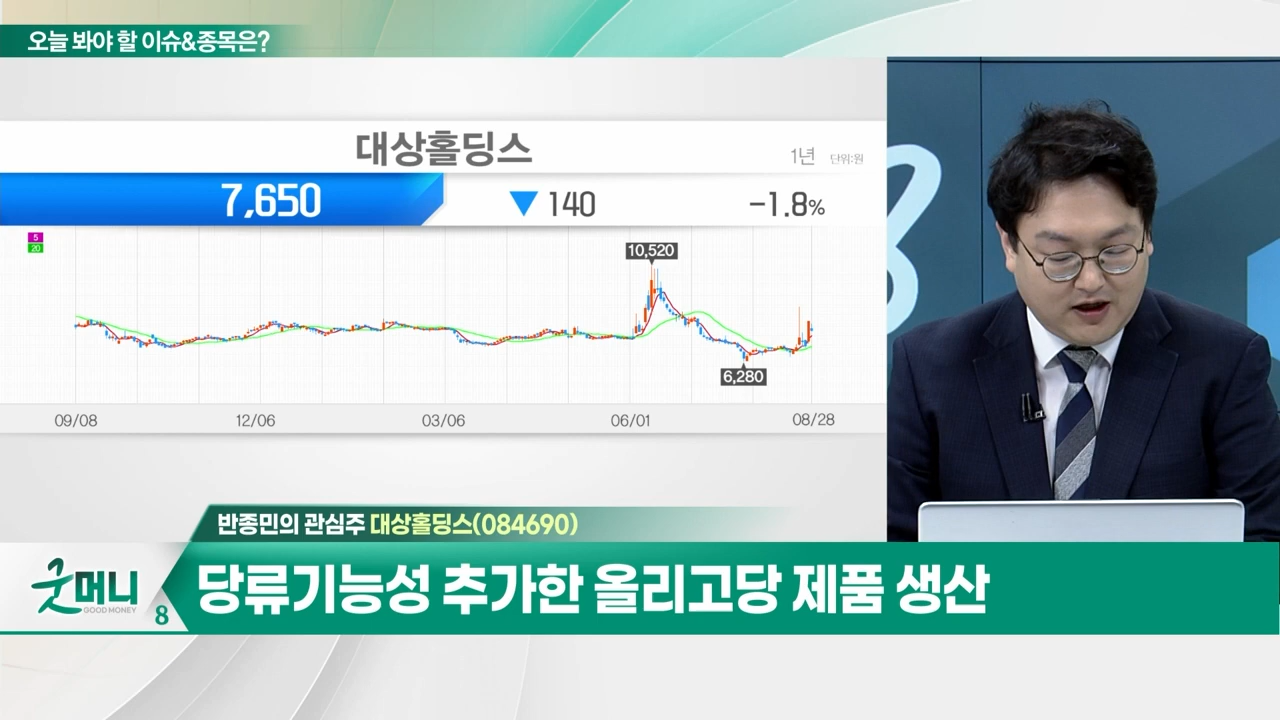 오늘 봐야 할 이슈&종목은?
대상홀딩스
1년 단위:원
7,650 ▼ 140 -1.8%
5
20
10,520
6,280
09/08 12/06 03/06 06/01 08/28
반종민의 관심주 대상홀딩스(084690)
굿머니
GOOD MONEY
8
당류기능성 추가한 올리고당 제품 생산